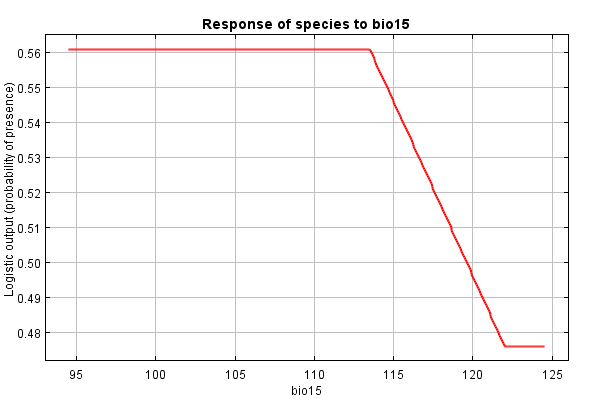 Response of species to bio15
Logistic output (probability of presence)
0.56
0.55
0.54
0.53
0.52
0.51
0.50
0.49
0.48
95 100 105 110 115 120 125
bio15